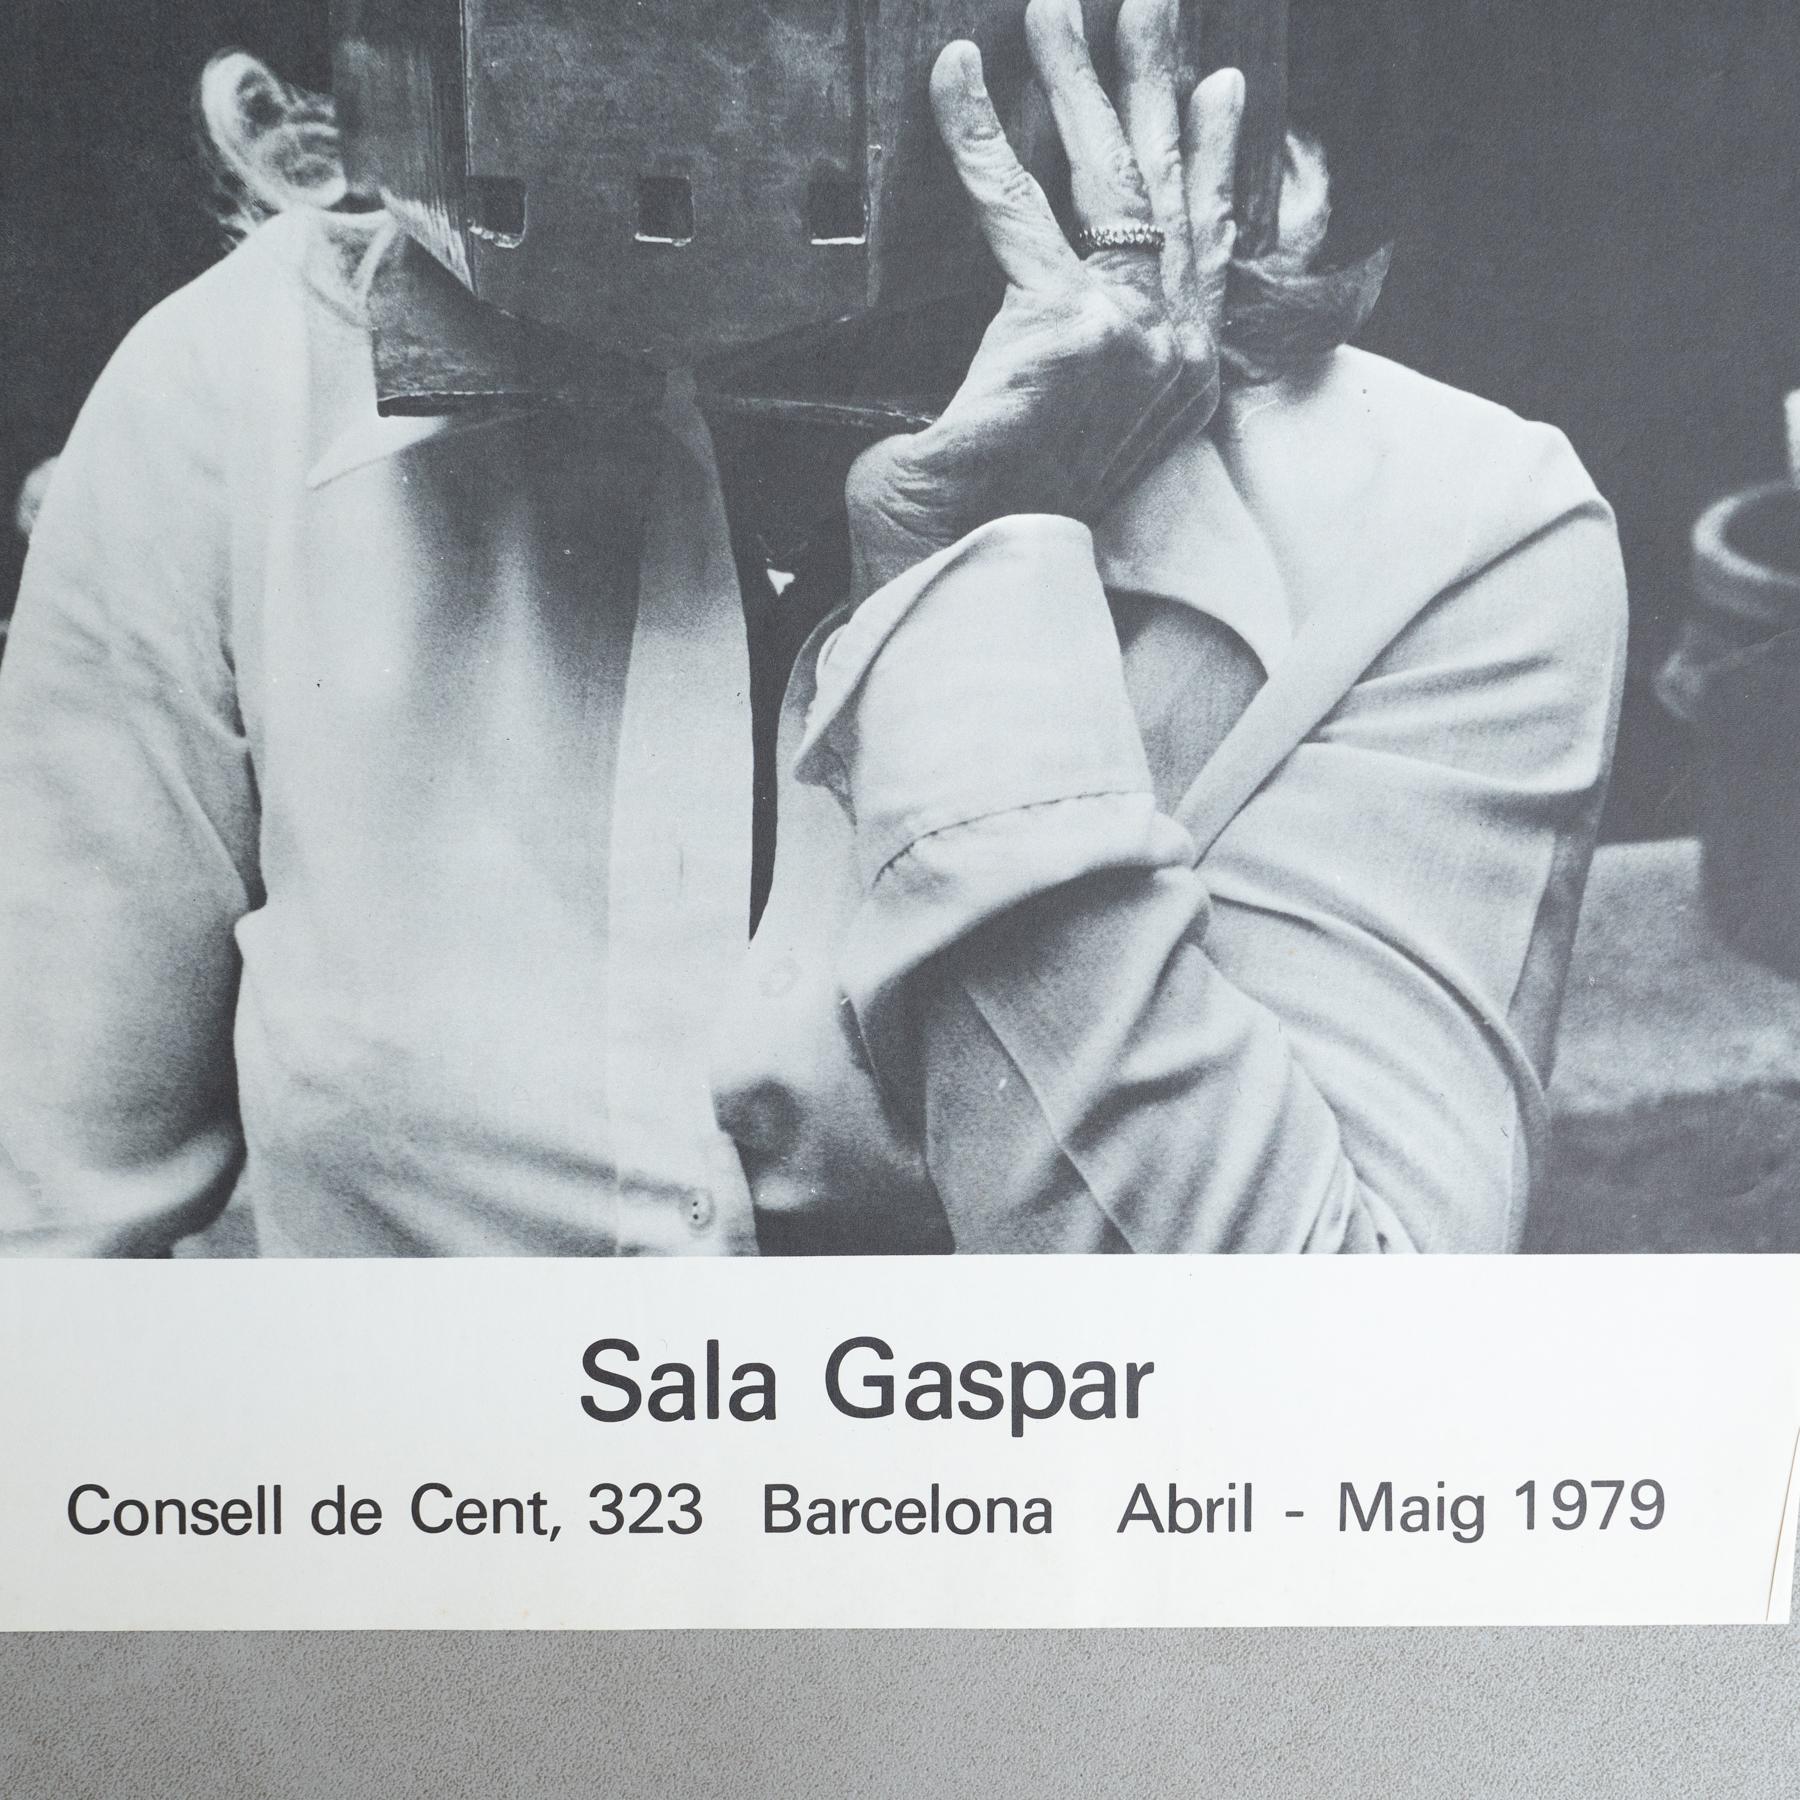 Sala Gaspar
Consell de Cent, 323 Barcelona Abril - Maig 1979